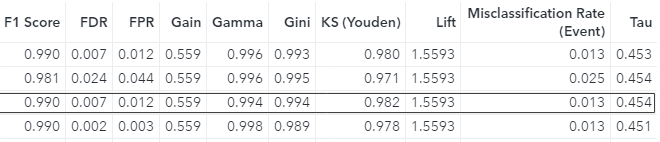 F1 Score FDR FPR Gain Gamma Gini KS (Youden) Lift Misclassification Rate (Event) Tau
0.990 0.007 0.012 0.559 0.996 0.993 0.980 1.5593 0.013 0.453
0.981 0.024 0.044 0.559 0.996 0.995 0.971 1.5593 0.025 0.454
0.990 0.007 0.012 0.559 0.994 0.994 0.982 1.5593 0.013 0.454
0.990 0.002 0.003 0.559 0.998 0.989 0.978 1.5593 0.013 0.451